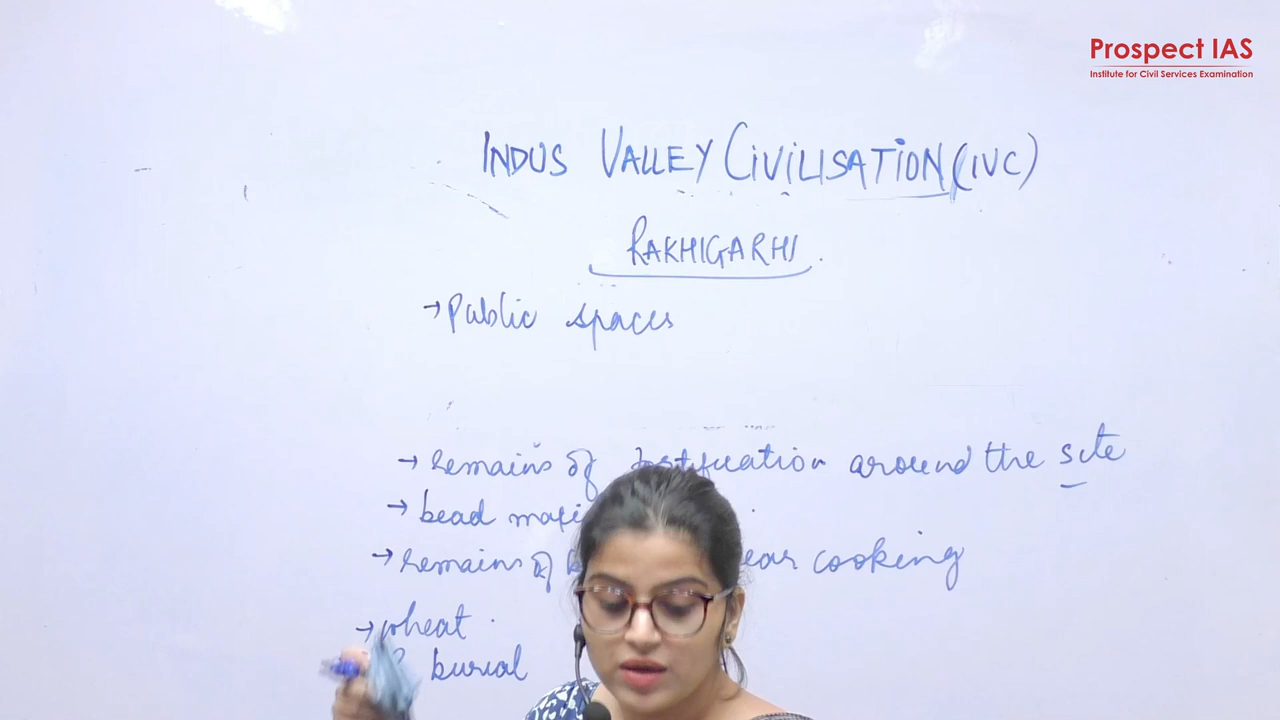 Prospect IAS
Institute for Civil Services Examination
INDUS VALLEY CIVILISATION (IVC)
RAKHIGARHI
→ Public spaces
→ remains of fortification around the site
→ bead
→ remains of cooking
→ wheat
burial